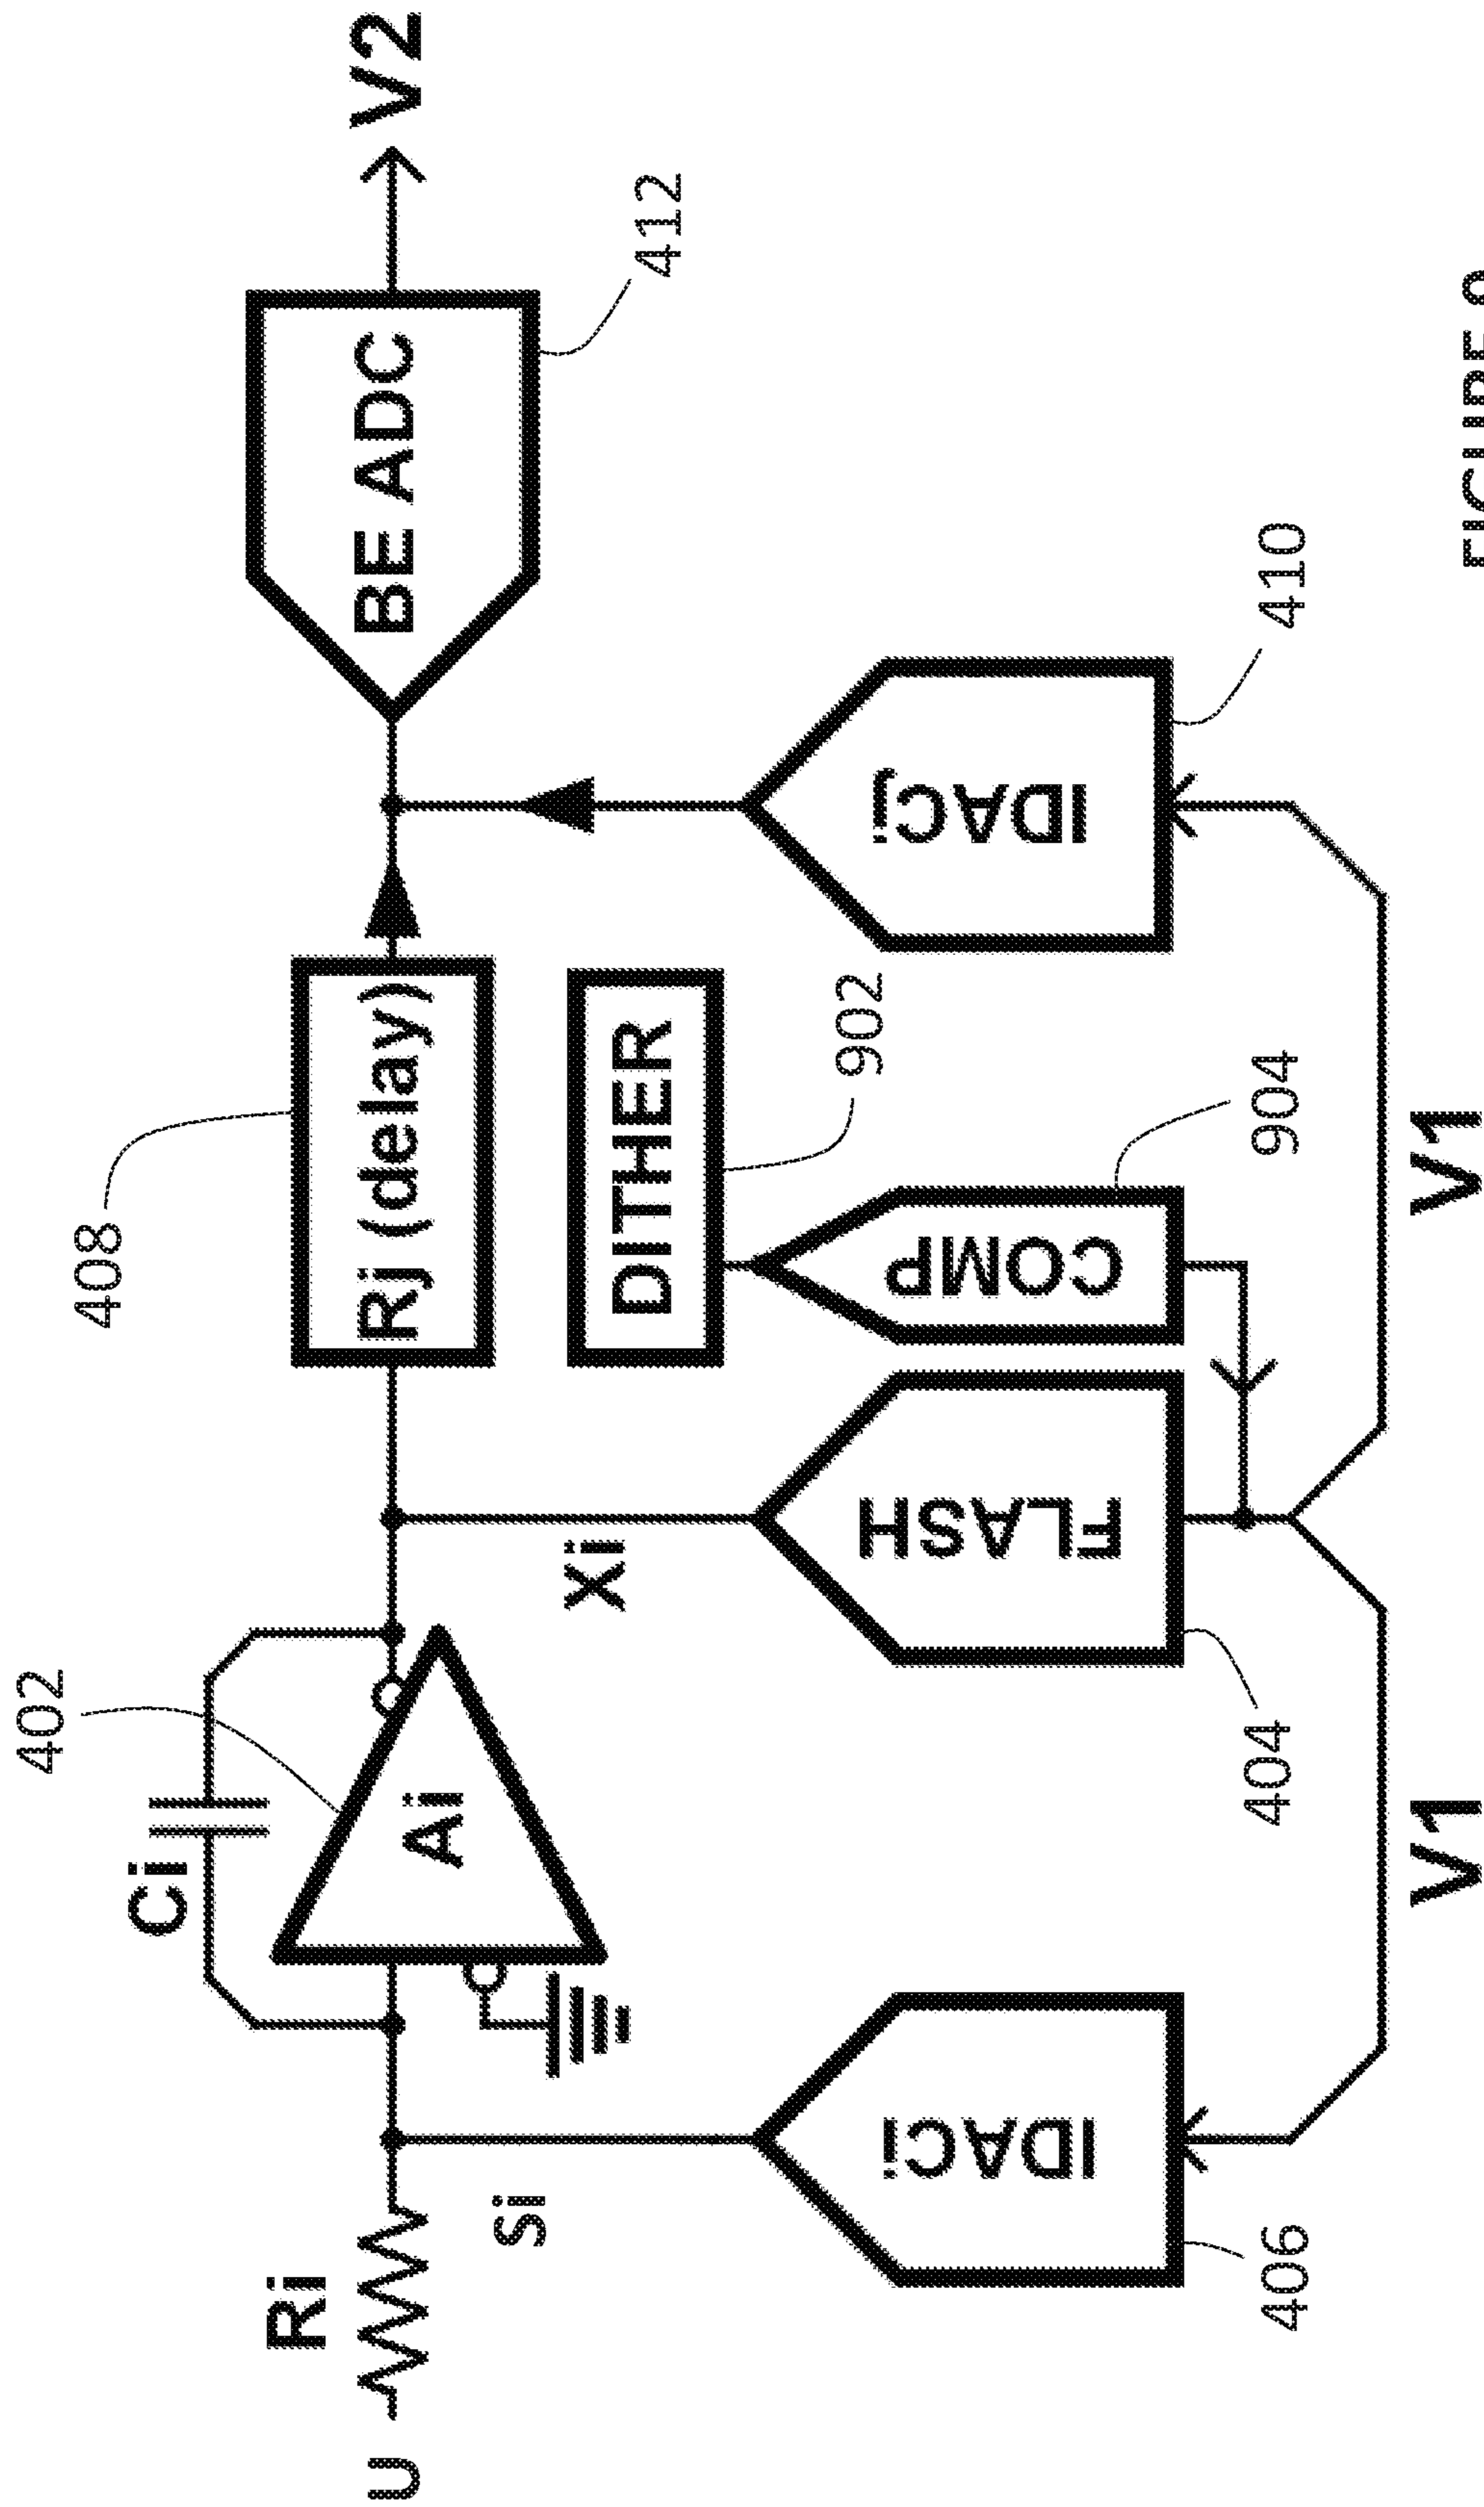 U
Ri
Si
IDACi
406
Ci
402
Ai
Xi
FLASH
404
V1
408
Rj (delay)
DITHER
902
COMP
904
V1
IDACj
410
BE ADC
412
V2